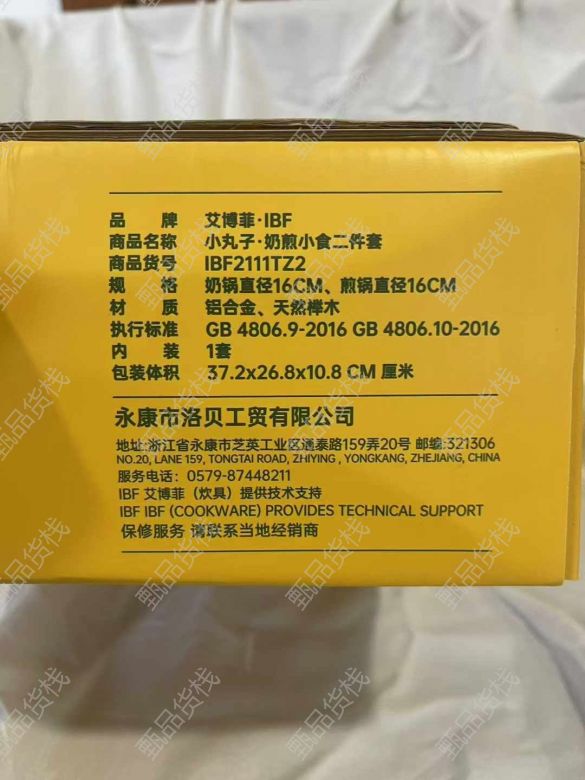 品 牌 艾博菲·IBF
商品名称 小丸子·奶煎小食二件套
商品货号 IBF2111TZ2
规 格 奶锅直径16CM、煎锅直径16CM
材 质 铝合金、天然榉木
执行标准 GB 4806.9-2016 GB 4806.10-2016
内 装 1套
包装体积 37.2x26.8x10.8 CM 厘米
永康市洛贝工贸有限公司
地址:浙江省永康市芝英工业区通泰路159弄20号 邮编:321306
NO.20, LANE 159, TONGTAI ROAD, ZHIYING , YONGKANG, ZHEJIANG, CHINA
服务电话：0579-87448211
IBF 艾博菲（炊具）提供技术支持
IBF IBF (COOKWARE) PROVIDES TECHNICAL SUPPORT
保修服务 请联系当地经销商
甄品货栈